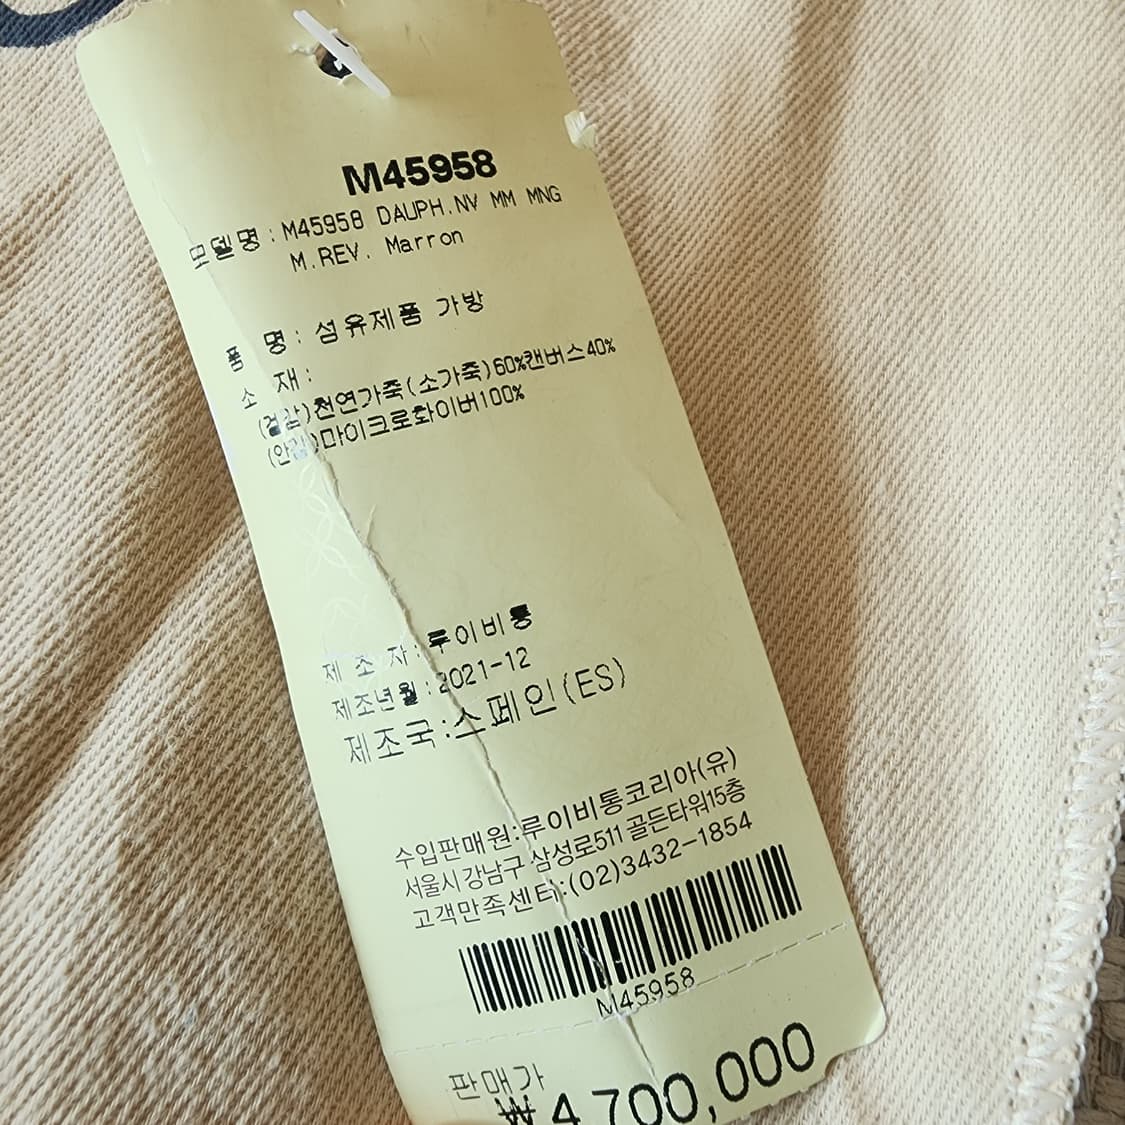 M45958
모델명:M45958 DAUPH.NV MM MNG
M.REV. Marron
품 명:섬유제품 가방
소 재:
(겉감)천연가죽(소가죽)60%캔버스40%
(안감)마이크로화이버100%
제 조 자:루이비통
제조년월:2021-12
제조국:스페인(ES)
수입판매원:루이비통코리아(유)
서울시강남구 삼성로511 골든타워15층
고객만족센터:(02)3432-1854
M45958
판매가
₩4,700,000